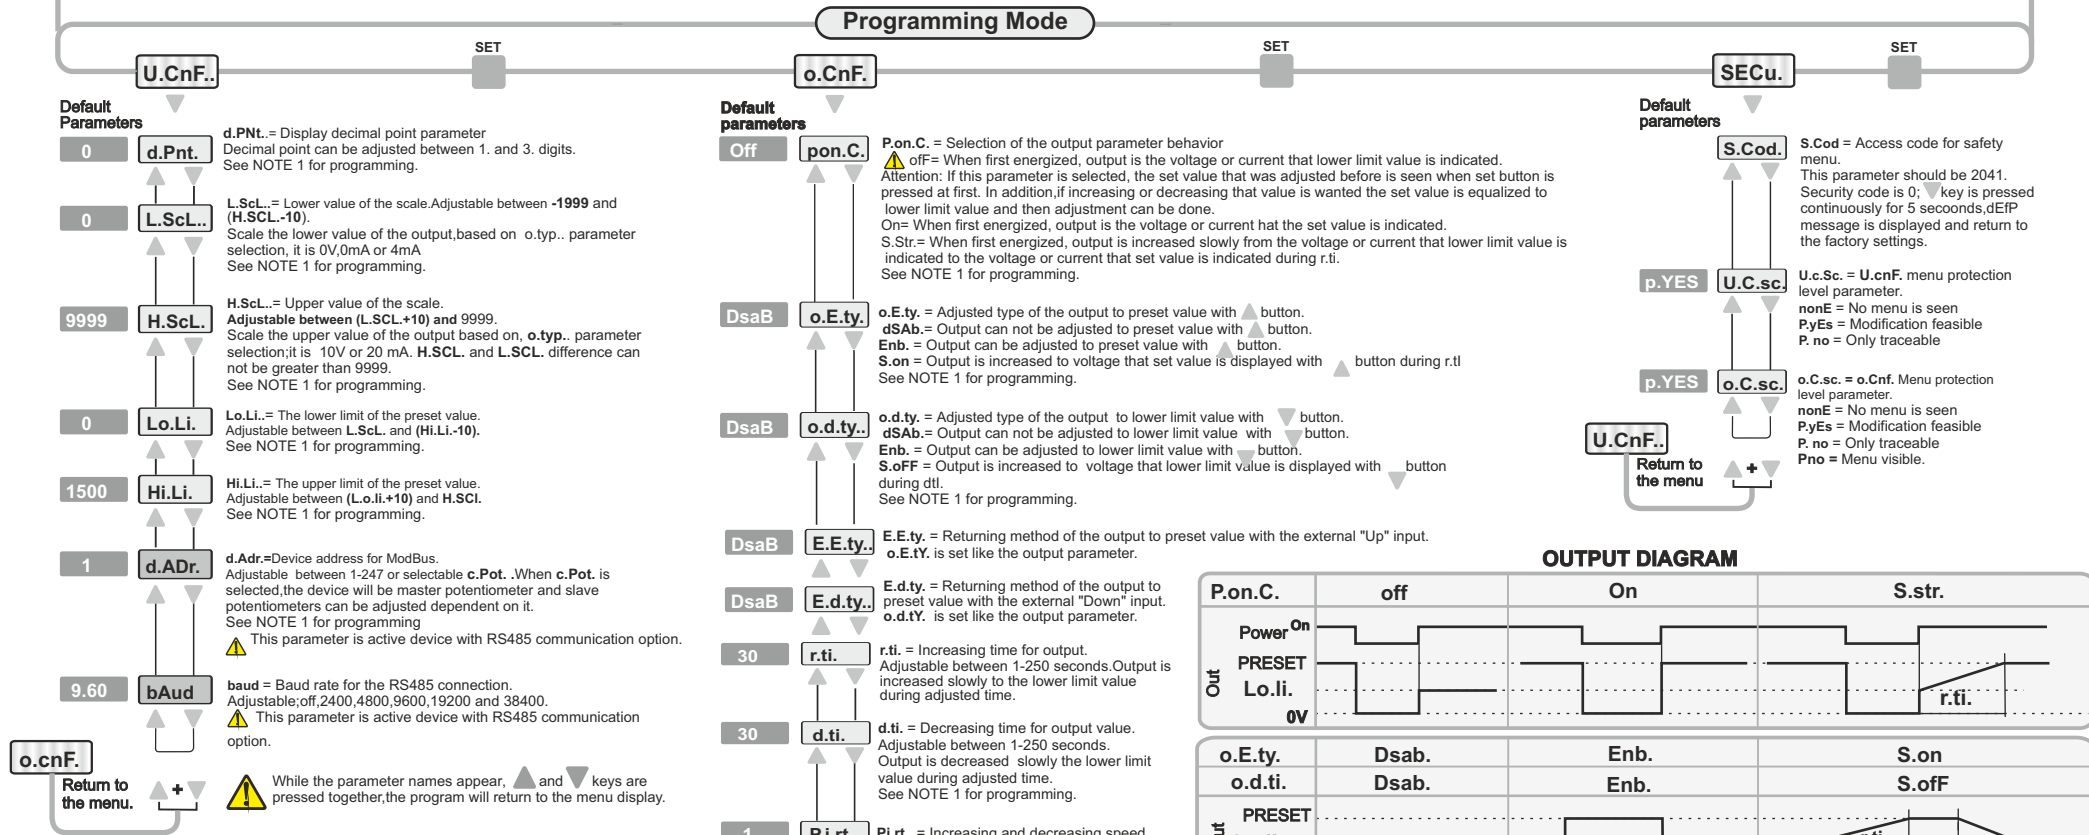 Programming Mode
U.CnF..
SET
Default
Parameters
0
d.Pnt.
d.PNt..= Display decimal point parameter
Decimal point can be adjusted between 1. and 3. digits.
See NOTE 1 for programming.
0
L.ScL..
L.ScL..= Lower value of the scale.Adjustable between -1999 and
(H.SCL.-10).
Scale the lower value of the output,based on o.typ.. parameter
selection, it is 0V,0mA or 4mA
See NOTE 1 for programming.
9999
H.ScL.
H.ScL..= Upper value of the scale.
Adjustable between (L.SCL.+10) and 9999.
Scale the upper value of the output based on, o.typ.. parameter
selection;it is 10V or 20 mA. H.SCL. and L.SCL. difference can
not be greater than 9999.
See NOTE 1 for programming.
0
Lo.Li.
Lo.Li..= The lower limit of the preset value.
Adjustable between L.ScL. and (Hi.Li.-10).
See NOTE 1 for programming.
1500
Hi.Li.
Hi.Li..= The upper limit of the preset value.
Adjustable between (L.o.li.+10) and H.SCl.
See NOTE 1 for programming.
1
d.ADr.
d.Adr.=Device address for ModBus.
Adjustable between 1-247 or selectable c.Pot. .When c.Pot. is
selected,the device will be master potentiometer and slave
potentiometers can be adjusted dependent on it.
See NOTE 1 for programming
This parameter is active device with RS485 communication option.
9.60
bAud
baud = Baud rate for the RS485 connection.
Adjustable;off,2400,4800,9600,19200 and 38400.
This parameter is active device with RS485 communication
option.
o.cnF.
Return to
the menu.
+
While the parameter names appear, and keys are
pressed together,the program will return to the menu display.
o.CnF.
SET
Default
parameters
Off
pon.C.
P.on.C. = Selection of the output parameter behavior
ofF= When first energized, output is the voltage or current that lower limit value is indicated.
Attention: If this parameter is selected, the set value that was adjusted before is seen when set button is
pressed at first. In addition,if increasing or decreasing that value is wanted the set value is equalized to
lower limit value and then adjustment can be done.
On= When first energized, output is the voltage or current hat the set value is indicated.
S.Str.= When first energized, output is increased slowly from the voltage or current that lower limit value is
indicated to the voltage or current that set value is indicated during r.ti.
See NOTE 1 for programming.
DsaB
o.E.ty.
o.E.ty. = Adjusted type of the output to preset value with button.
dSAb.= Output can not be adjusted to preset value with button.
Enb. = Output can be adjusted to preset value with button.
S.on = Output is increased to voltage that set value is displayed with button during r.tI
See NOTE 1 for programming.
DsaB
o.d.ty..
o.d.ty. = Adjusted type of the output to lower limit value with button.
dSAb.= Output can not be adjusted to lower limit value with button.
Enb. = Output can be adjusted to lower limit value with button.
S.oFF = Output is increased to voltage that lower limit value is displayed with button
during dtI.
See NOTE 1 for programming.
DsaB
E.E.ty..
E.E.ty. = Returning method of the output to preset value with the external "Up" input.
o.E.tY. is set like the output parameter.
DsaB
E.d.ty..
E.d.ty. = Returning method of the output to
preset value with the external "Down" input.
o.d.tY. is set like the output parameter.
30
r.ti.
r.ti. = Increasing time for output.
Adjustable between 1-250 seconds.Output is
increased slowly to the lower limit value
during adjusted time.
30
d.ti.
d.ti. = Decreasing time for output value.
Adjustable between 1-250 seconds.
Output is decreased slowly the lower limit
value during adjusted time.
See NOTE 1 for programming.
1
P.i.rt..
Pi.rt.. = Increasing and decreasing speed
SECu.
SET
Default
parameters
S.Cod.
S.Cod = Access code for safety
menu.
This parameter should be 2041.
Security code is 0; key is pressed
continuously for 5 secoonds,dEfP
message is displayed and return to
the factory settings.
p.YES
U.C.sc.
U.c.Sc. = U.cnF. menu protection
level parameter.
nonE = No menu is seen
P.yEs = Modification feasible
P. no = Only traceable
p.YES
o.C.sc.
o.C.sc. = o.Cnf. Menu protection
level parameter.
nonE = No menu is seen
P.yEs = Modification feasible
P. no = Only traceable
Pno = Menu visible.
U.CnF..
Return to
the menu
+
OUTPUT DIAGRAM
P.on.C.
off
On
S.str.
Power On
Out
PRESET
Lo.li.
0V
r.ti.
o.E.ty.
Dsab.
Enb.
S.on
o.d.ti.
Dsab.
Enb.
S.ofF
PRESET